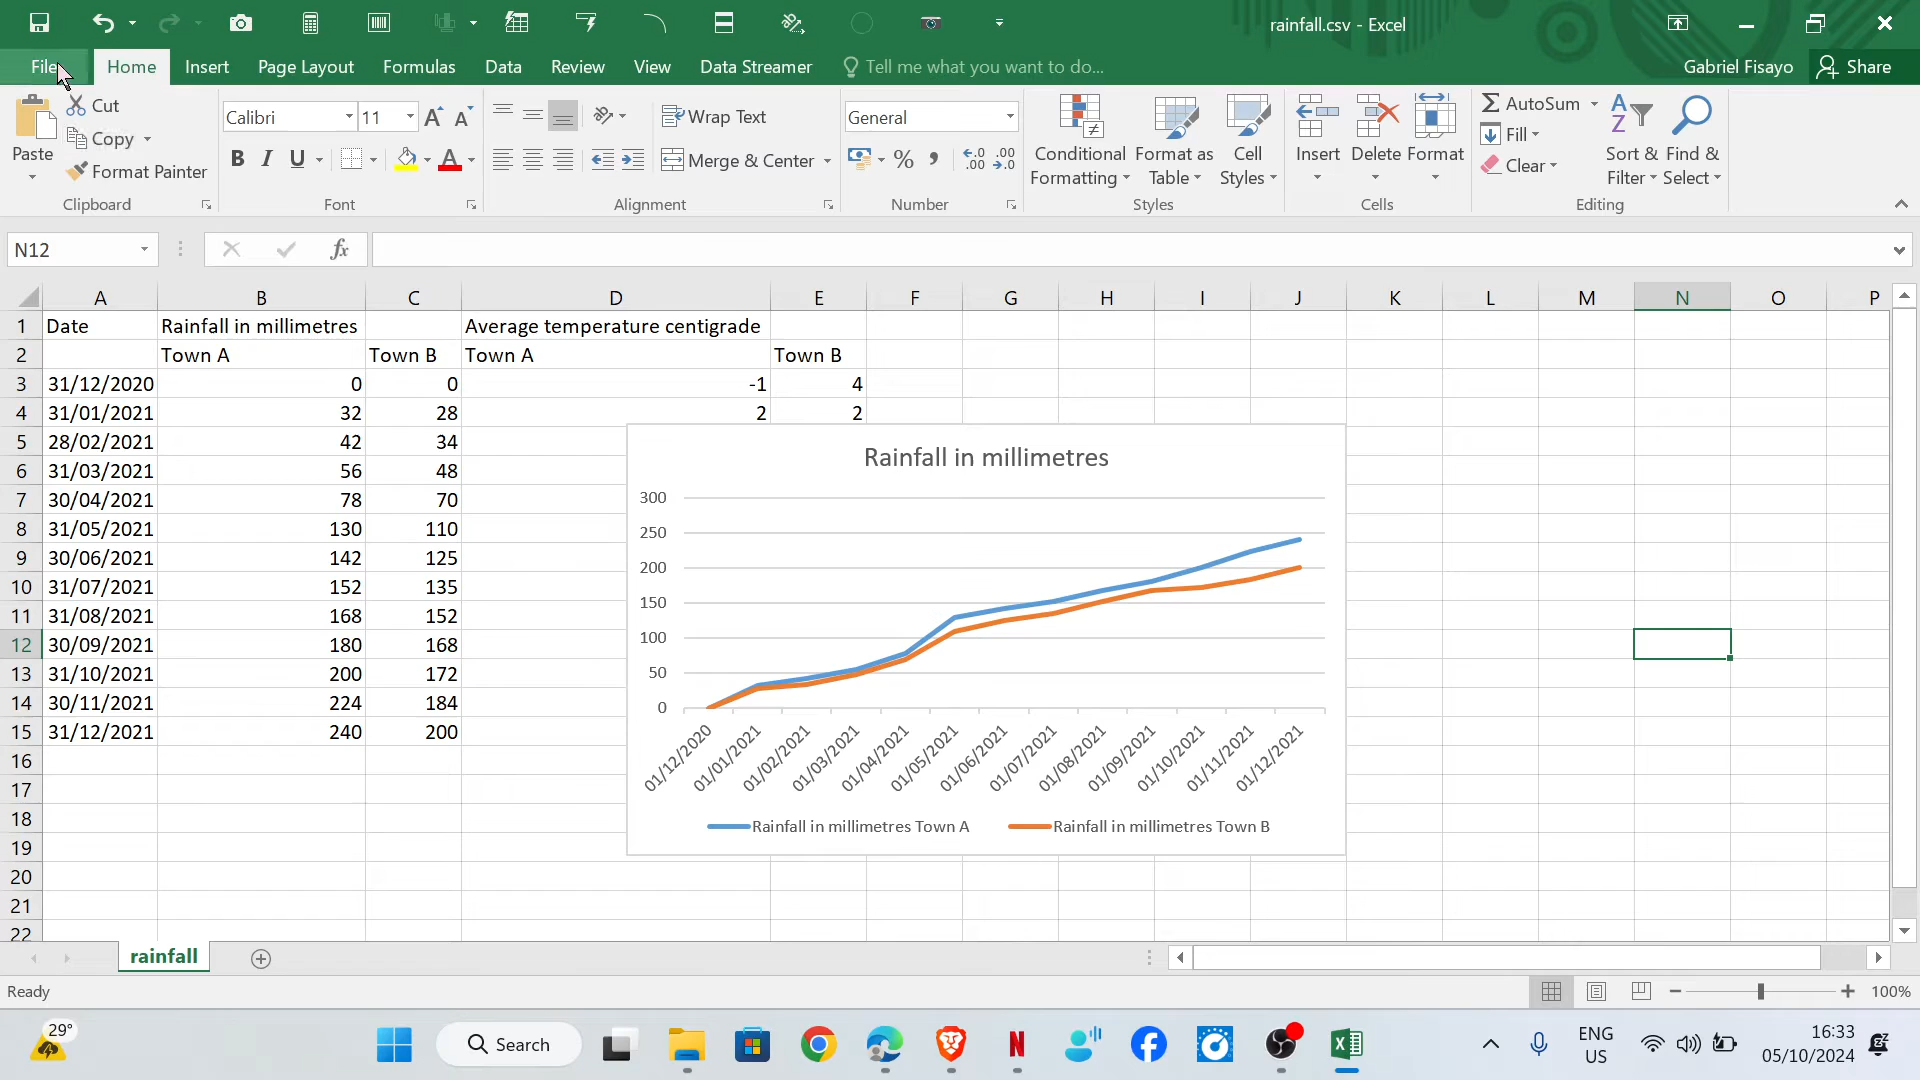 rainfall.csv - Excel
File Home Insert Page Layout Formulas Data Review View Data Streamer Tell me what you want to do... Gabriel Fisayo Share
Cut
Copy
Format Painter
Paste
Clipboard
Calibri 11
B I U
Font
Wrap Text
Merge & Center
Alignment
General
Number
Conditional Formatting
Format as Table
Cell Styles
Styles
Insert Delete Format
Cells
AutoSum
Fill
Clear
Sort & Filter
Find & Select
Editing
N12
fx
A B C D E F G H I J K L M N O P
1 Date Rainfall in millimetres Average temperature centigrade
2 Town A Town B Town A Town B
3 31/12/2020 0 0 -1 4
4 31/01/2021 32 28 2 2
5 28/02/2021 42 34
6 31/03/2021 56 48
7 30/04/2021 78 70
8 31/05/2021 130 110
9 30/06/2021 142 125
10 31/07/2021 152 135
11 31/08/2021 168 152
12 30/09/2021 180 168
13 31/10/2021 200 172
14 30/11/2021 224 184
15 31/12/2021 240 200
16
17
18
19
20
21
22
Rainfall in millimetres
300
250
200
150
100
50
0
01/12/2020 01/01/2021 01/02/2021 01/03/2021 01/04/2021 01/05/2021 01/06/2021 01/07/2021 01/08/2021 01/09/2021 01/10/2021 01/11/2021 01/12/2021
Rainfall in millimetres Town A Rainfall in millimetres Town B
rainfall
Ready
100%
29°
Search
ENG
US
16:33
05/10/2024